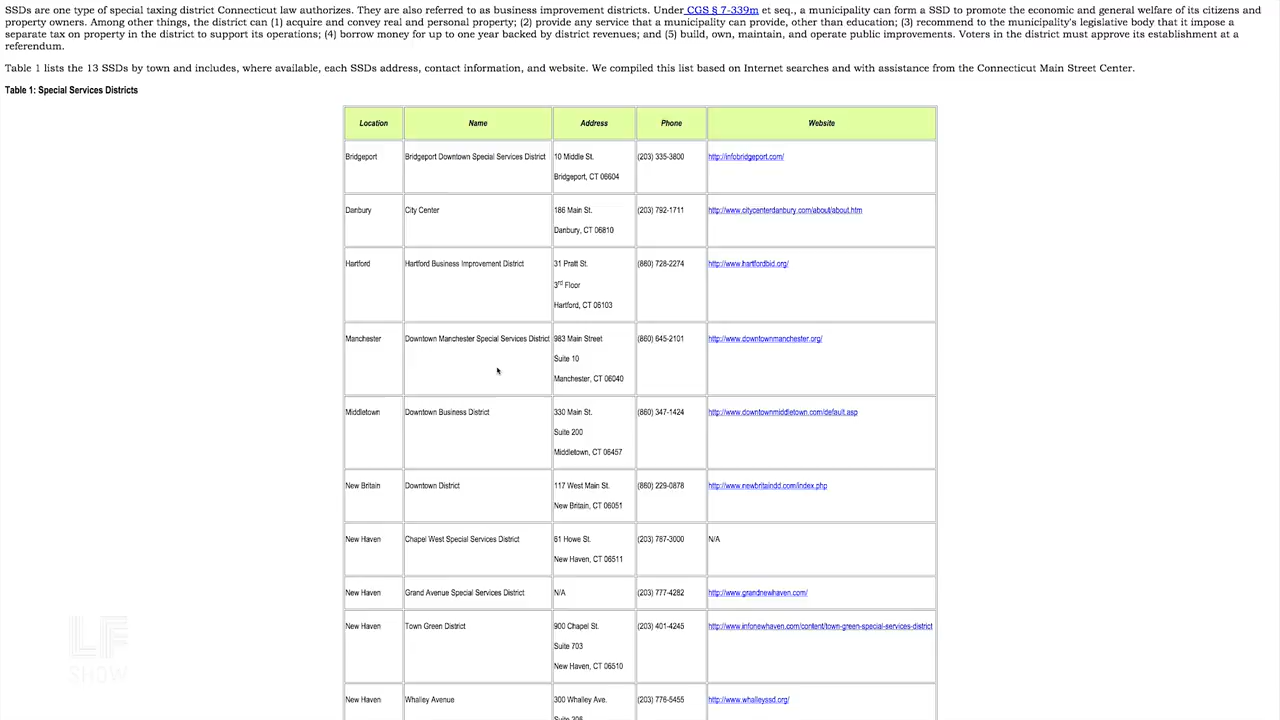 SSDs are one type of special taxing district Connecticut law authorizes. They are also referred to as business improvement districts. Under CGS § 7-339m et seq., a municipality can form a SSD to promote the economic and general welfare of its citizens and
property owners. Among other things, the district can (1) acquire and convey real and personal property; (2) provide any service that a municipality can provide, other than education; (3) recommend to the municipality's legislative body that it impose a
separate tax on property in the district to support its operations; (4) borrow money for up to one year backed by district revenues; and (5) build, own, maintain, and operate public improvements. Voters in the district must approve its establishment at a
referendum.
Table 1 lists the 13 SSDs by town and includes, where available, each SSDs address, contact information, and website. We compiled this list based on Internet searches and with assistance from the Connecticut Main Street Center.
Table 1: Special Services Districts
Location Name Address Phone Website
Bridgeport Bridgeport Downtown Special Services District 10 Middle St. (203) 335-3800 http://infobridgeport.com/
Bridgeport, CT 06604
Danbury City Center 186 Main St. (203) 792-1711 http://www.citycenterdanbury.com/about/about.htm
Danbury, CT 06810
Hartford Hartford Business Improvement District 31 Pratt St. (860) 728-2274 http://www.hartfordbid.org/
3rd Floor
Hartford, CT 06103
Manchester Downtown Manchester Special Services District 983 Main Street (860) 645-2101 http://www.downtownmanchester.org/
Suite 10
Manchester, CT 06040
Middletown Downtown Business District 330 Main St. (860) 347-1424 http://www.downtownmiddletown.com/default.asp
Suite 200
Middletown, CT 06457
New Britain Downtown District 117 West Main St. (860) 229-0878 http://www.newbritaindd.com/index.php
New Britain, CT 06051
New Haven Chapel West Special Services District 61 Howe St. (203) 787-3000 N/A
New Haven, CT 06511
New Haven Grand Avenue Special Services District N/A (203) 777-4282 http://www.grandnewhaven.com/
New Haven Town Green District 900 Chapel St. (203) 401-4245 http://www.infonewhaven.com/content/town-green-special-services-district
Suite 703
New Haven, CT 06510
New Haven Whalley Avenue 300 Whalley Ave. (203) 776-5455 http://www.whalleyssd.org/
Suite 206
LF
SHOW